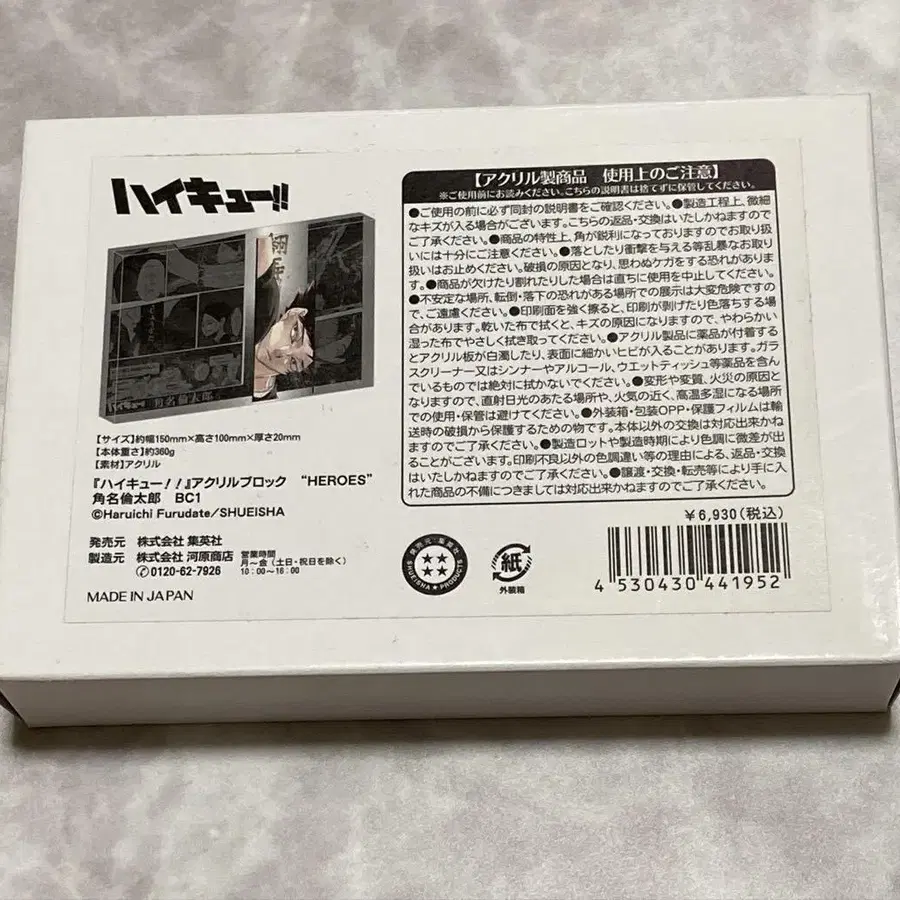 ハイキュー!!
ハイキュー!! 角名倫太郎
【サイズ】約幅150mm×高さ100mm×厚さ20mm
【本体重さ】約360g
【素材】アクリル
『ハイキュー!!』アクリルブロック “HEROES”
角名倫太郎 BC1
©Haruichi Furudate/SHUEISHA
発売元 株式会社 集英社
製造元 株式会社 河原商店
✆0120-62-7926
営業時間
月～金(土日・祝日を除く)
10:00～16:00
MADE IN JAPAN
【アクリル製商品 使用上のご注意】
※ご使用前にお読みください。こちらの説明書は捨てずに保管してください。
●ご使用の前に必ず同封の説明書をご確認ください。●製造工程上、微細
なキズが入る場合がございます。こちらの返品・交換はいたしかねますので
ご了承ください。●商品の特性上、角が鋭利になっておりますのでお取り扱
いには十分にご注意ください。●落としたり衝撃を与える等乱暴なお取り
扱いはお止めください。破損の原因となり、思わぬケガをする恐れがありま
す。●商品が欠けたり割れたりした場合は直ちに使用を中止してください。
●不安定な場所、転倒・落下の恐れがある場所での展示は大変危険ですの
で、ご遠慮ください。●印刷面を強く擦ると、印刷が剥げたり色落ちする場
合があります。乾いた布で拭くと、キズの原因になりますので、やわらかい
湿った布でやさしく拭き取ってください。●アクリル製品に薬品が付着する
とアクリル板が白濁したり、表面に細かいヒビが入ることがあります。ガラ
スクリーナー又はシンナーやアルコール、ウエットティッシュ等薬品を含ん
でいるものでは絶対に拭かないでください。●変形や変質、火災の原因と
なりますので、直射日光のあたる場所や、火気の近く、高温多湿になる場所
での使用・保管は避けてください。●外装箱・包装OPP・保護フィルムは輸
送時の破損から保護するための物です。本体以外の交換は対応出来かねま
すのでご了承ください。●製造ロットや製造時期により色調に微差が出
ることがございます。印刷不良以外の色調違い等の理由による、返品・交換
はいたしかねますのでご了承ください。●譲渡・交換・転売等により手に入
れた商品の不備につきましては対応出来かねますのでご了承ください。
¥6,930(税込)
発売元・集英社
SHUEISHA PRODUCTS
紙
外装箱
4 530430 441952